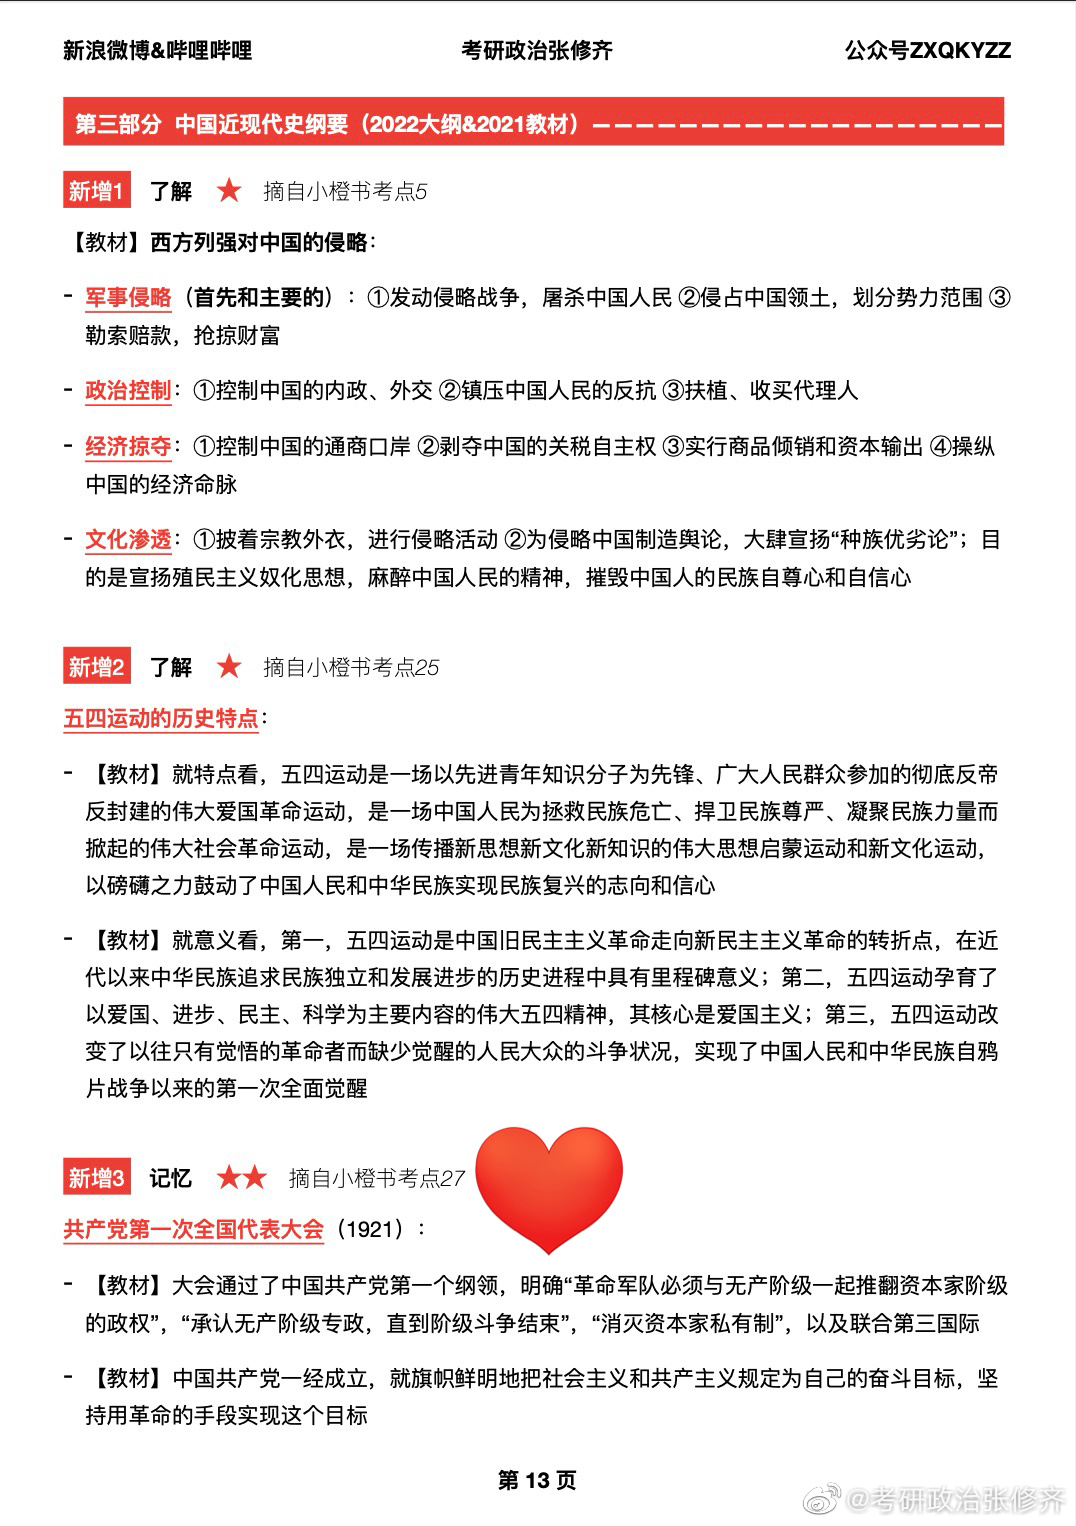 新浪微博&哔哩哔哩 考研政治张修齐 公众号ZXQKYZZ
第三部分 中国近现代史纲要（2022大纲&2021教材）——————————————————
新增1 了解 ★ 摘自小橙书考点5
【教材】西方列强对中国的侵略：
- 军事侵略（首先和主要的）：①发动侵略战争，屠杀中国人民 ②侵占中国领土，划分势力范围 ③
勒索赔款，抢掠财富
- 政治控制：①控制中国的内政、外交 ②镇压中国人民的反抗 ③扶植、收买代理人
- 经济掠夺：①控制中国的通商口岸 ②剥夺中国的关税自主权 ③实行商品倾销和资本输出 ④操纵
中国的经济命脉
- 文化渗透：①披着宗教外衣，进行侵略活动 ②为侵略中国制造舆论，大肆宣扬“种族优劣论”；目
的是宣扬殖民主义奴化思想，麻醉中国人民的精神，摧毁中国人的民族自尊心和自信心
新增2 了解 ★ 摘自小橙书考点25
五四运动的历史特点：
- 【教材】就特点看，五四运动是一场以先进青年知识分子为先锋、广大人民群众参加的彻底反帝
反封建的伟大爱国革命运动，是一场中国人民为拯救民族危亡、捍卫民族尊严、凝聚民族力量而
掀起的伟大社会革命运动，是一场传播新思想新文化新知识的伟大思想启蒙运动和新文化运动，
以磅礴之力鼓动了中国人民和中华民族实现民族复兴的志向和信心
- 【教材】就意义看，第一，五四运动是中国旧民主主义革命走向新民主主义革命的转折点，在近
代以来中华民族追求民族独立和发展进步的历史进程中具有里程碑意义；第二，五四运动孕育了
以爱国、进步、民主、科学为主要内容的伟大五四精神，其核心是爱国主义；第三，五四运动改
变了以往只有觉悟的革命者而缺少觉醒的人民大众的斗争状况，实现了中国人民和中华民族自鸦
片战争以来的第一次全面觉醒
新增3 记忆 ★★ 摘自小橙书考点27
共产党第一次全国代表大会（1921）：
- 【教材】大会通过了中国共产党第一个纲领，明确“革命军队必须与无产阶级一起推翻资本家阶级
的政权”，“承认无产阶级专政，直到阶级斗争结束”，“消灭资本家私有制”，以及联合第三国际
- 【教材】中国共产党一经成立，就旗帜鲜明地把社会主义和共产主义规定为自己的奋斗目标，坚
持用革命的手段实现这个目标
第 13 页
@考研政治张修齐